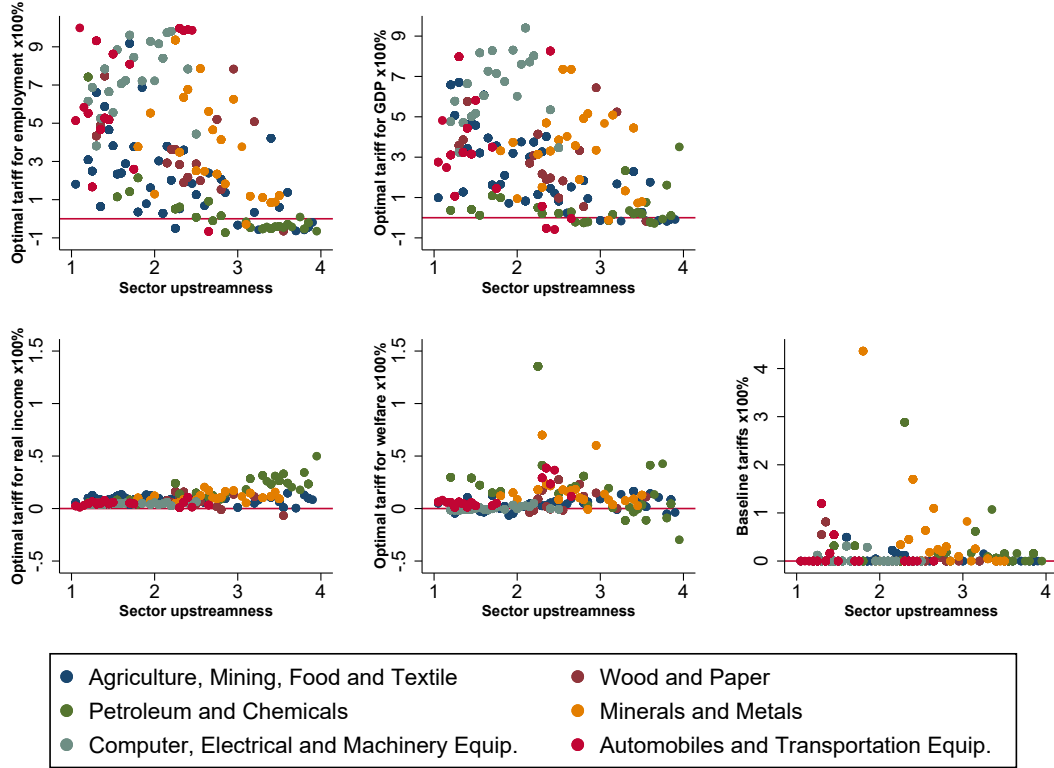 Optimal tariff for employment x100%
9
7
5
3
1
-1
1 2 3 4
Sector upstreamness
Optimal tariff for GDP x100%
9
7
5
3
1
-1
1 2 3 4
Sector upstreamness
Optimal tariff for real income x100%
1.5
1
.5
0
-.5
1 2 3 4
Sector upstreamness
Optimal tariff for welfare x100%
1.5
1
.5
0
-.5
1 2 3 4
Sector upstreamness
Baseline tariffs x100%
4
3
2
1
0
1 2 3 4
Sector upstreamness
Agriculture, Mining, Food and Textile
Wood and Paper
Petroleum and Chemicals
Minerals and Metals
Computer, Electrical and Machinery Equip.
Automobiles and Transportation Equip.